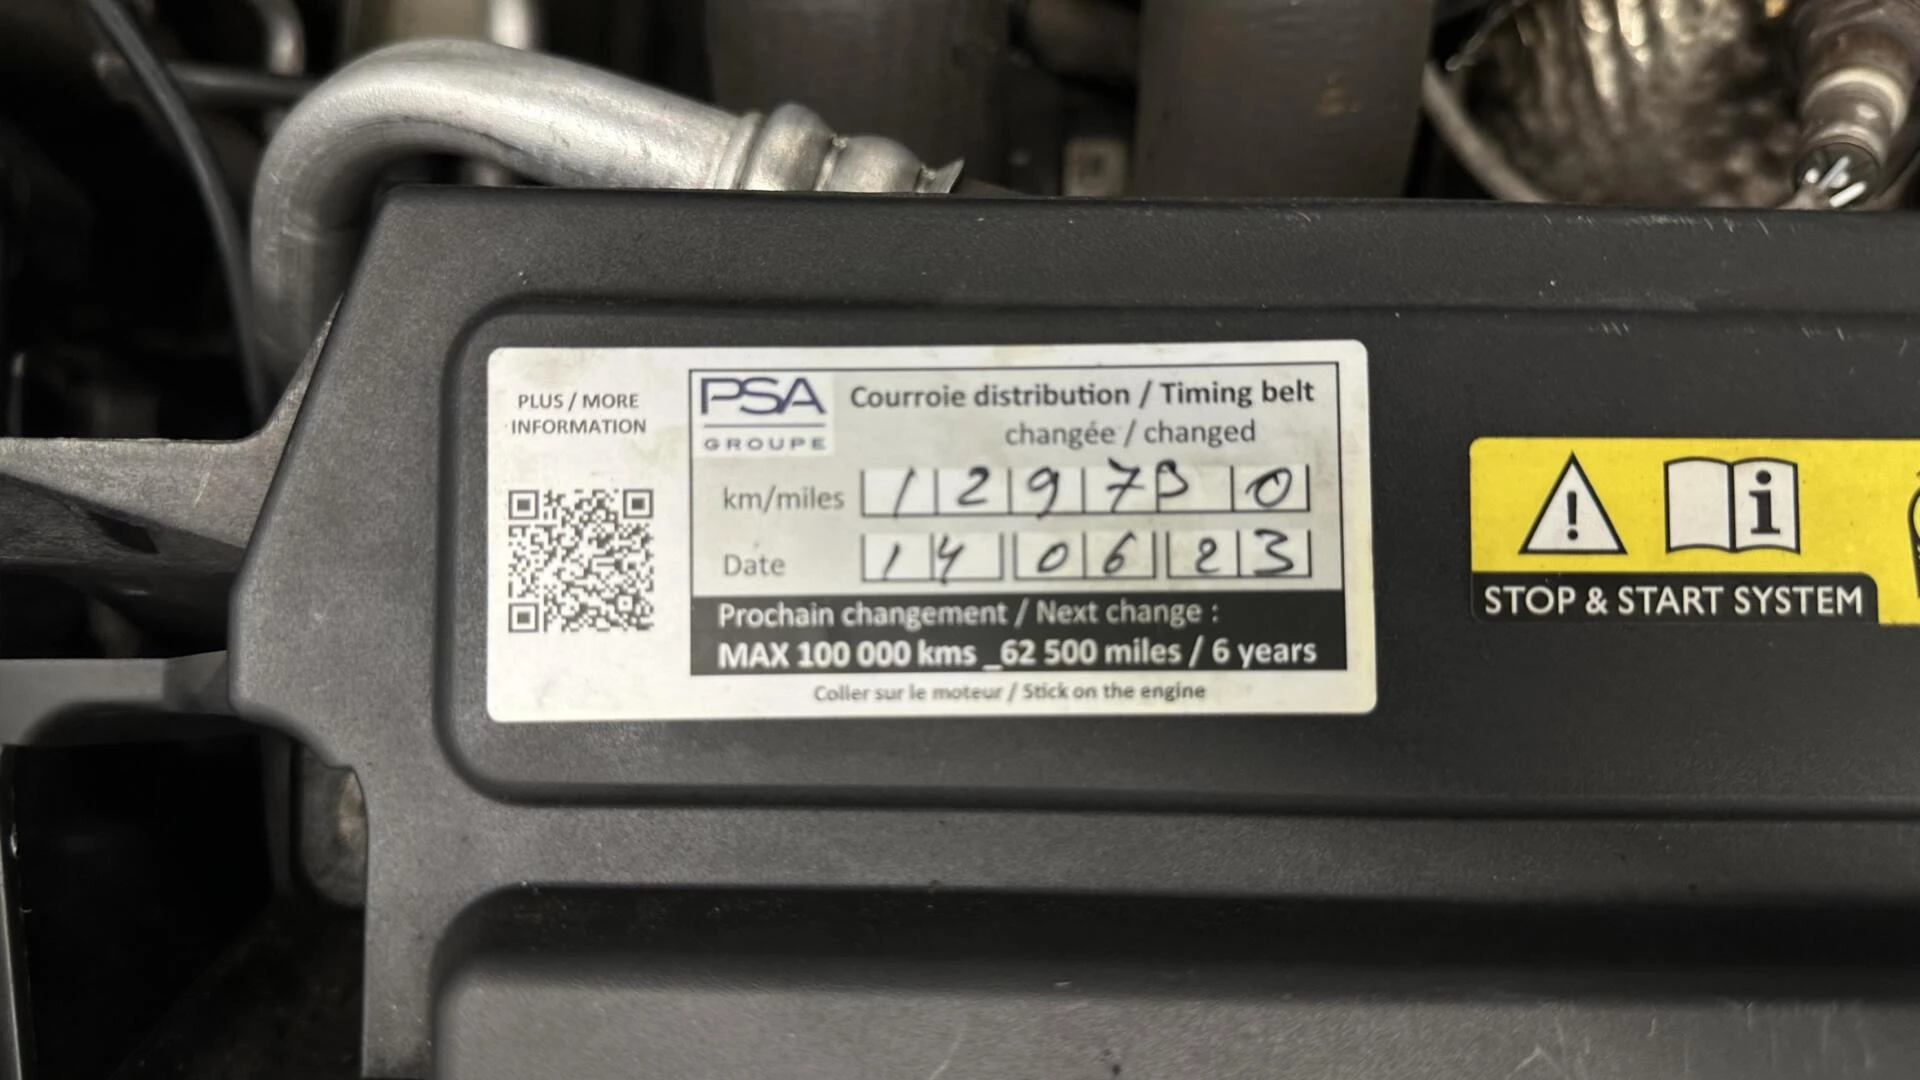 PLUS / MORE
INFORMATION
PSA
GROUPE
Courroie distribution / Timing belt
changée / changed
km/miles
Date 14 06 23
Prochain changement / Next change :
MAX 100 000 kms _62 500 miles / 6 years
Coller sur le moteur / Stick on the engine
STOP & START SYSTEM